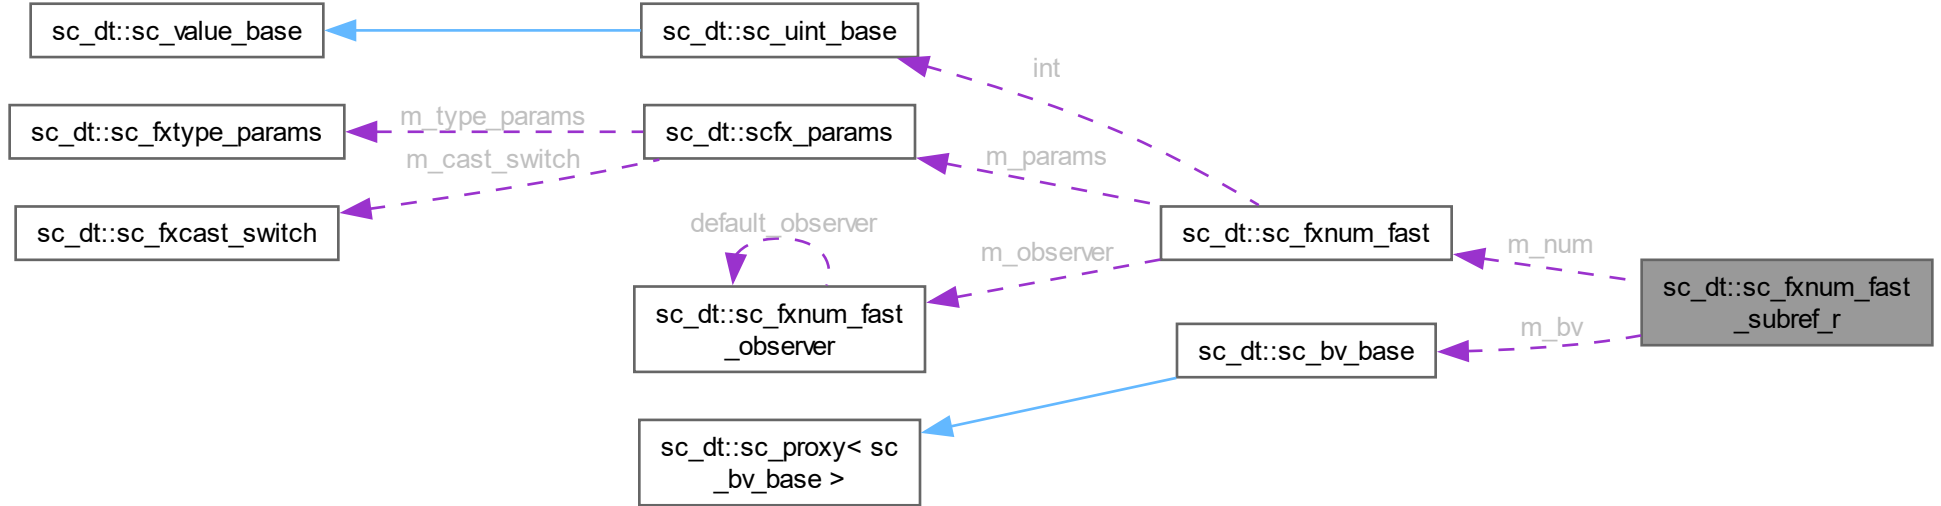 sc_dt::sc_value_base
sc_dt::sc_uint_base
int
sc_dt::sc_fxtype_params
m_type_params
sc_dt::scfx_params
m_cast_switch
m_params
sc_dt::sc_fxcast_switch
default_observer
m_observer
sc_dt::sc_fxnum_fast
m_num
sc_dt::sc_fxnum_fast
_observer
sc_dt::sc_fxnum_fast
_subref_r
m_bv
sc_dt::sc_bv_base
sc_dt::sc_proxy< sc
_bv_base >